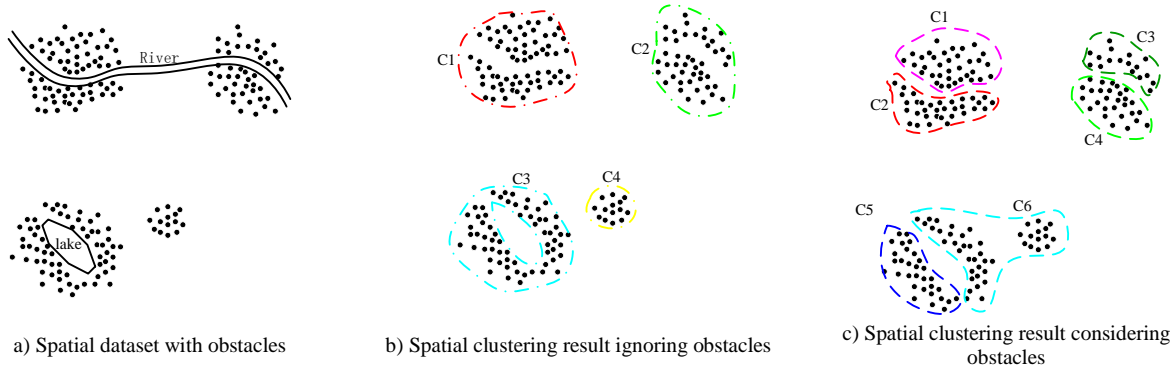 River
lake
a) Spatial dataset with obstacles
C1
C2
C3
C4
b) Spatial clustering result ignoring obstacles
C1
C3
C2
C4
C5
C6
c) Spatial clustering result considering
obstacles